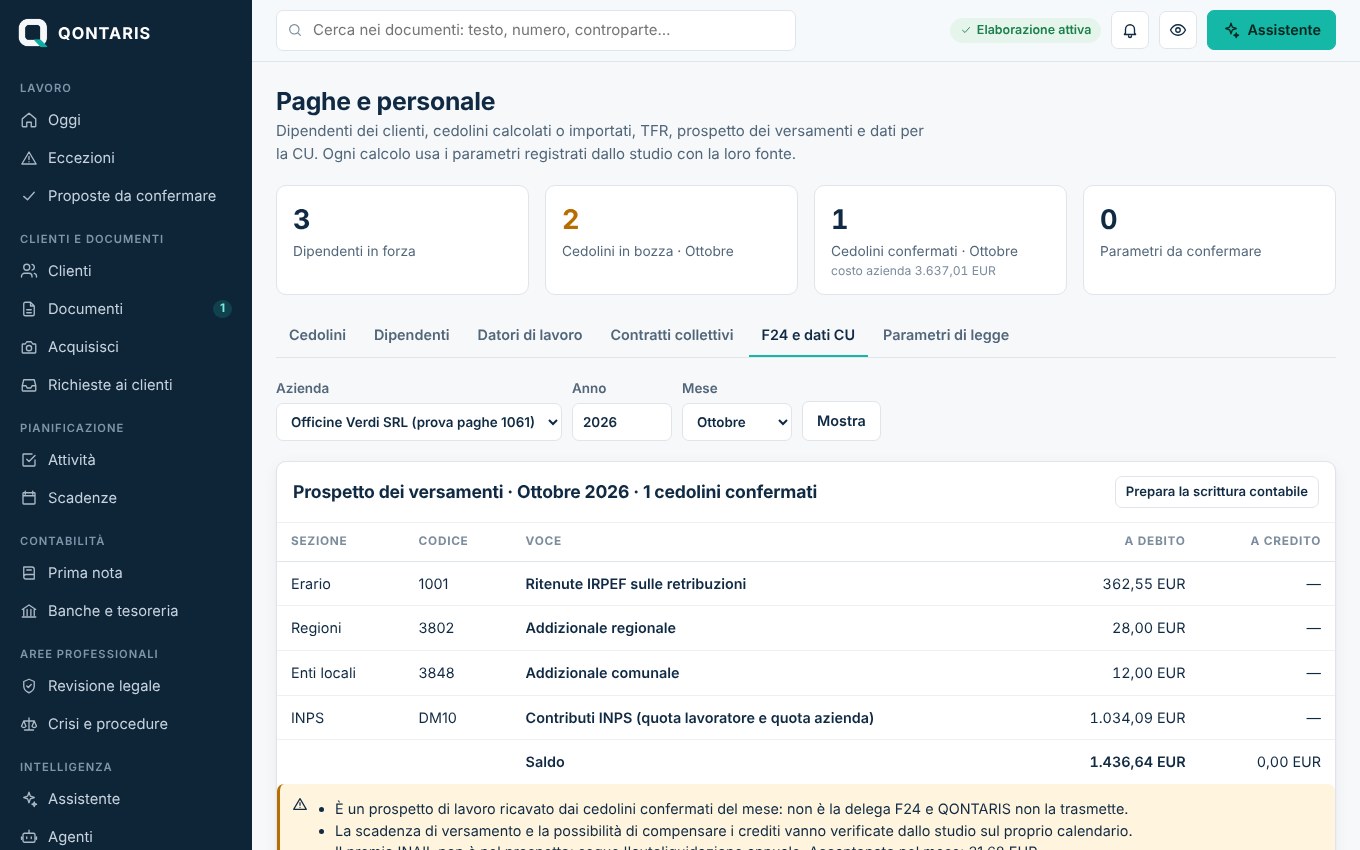 QONTARIS
LAVORO
Oggi
Eccezioni
Proposte da confermare
CLIENTI E DOCUMENTI
Clienti
Documenti 1
Acquisisci
Richieste ai clienti
PIANIFICAZIONE
Attività
Scadenze
CONTABILITÀ
Prima nota
Banche e tesoreria
AREE PROFESSIONALI
Revisione legale
Crisi e procedure
INTELLIGENZA
Assistente
Agenti
Cerca nei documenti: testo, numero, controparte...
Elaborazione attiva
Assistente
Paghe e personale
Dipendenti dei clienti, cedolini calcolati o importati, TFR, prospetto dei versamenti e dati per
la CU. Ogni calcolo usa i parametri registrati dallo studio con la loro fonte.
3
Dipendenti in forza
2
Cedolini in bozza · Ottobre
1
Cedolini confermati · Ottobre
costo azienda 3.637,01 EUR
0
Parametri da confermare
Cedolini Dipendenti Datori di lavoro Contratti collettivi F24 e dati CU Parametri di legge
Azienda Anno Mese
Officine Verdi SRL (prova paghe 1061) 2026 Ottobre Mostra
Prospetto dei versamenti · Ottobre 2026 · 1 cedolini confermati Prepara la scrittura contabile
SEZIONE CODICE VOCE A DEBITO A CREDITO
Erario 1001 Ritenute IRPEF sulle retribuzioni 362,55 EUR —
Regioni 3802 Addizionale regionale 28,00 EUR —
Enti locali 3848 Addizionale comunale 12,00 EUR —
INPS DM10 Contributi INPS (quota lavoratore e quota azienda) 1.034,09 EUR —
Saldo 1.436,64 EUR 0,00 EUR
• È un prospetto di lavoro ricavato dai cedolini confermati del mese: non è la delega F24 e QONTARIS non la trasmette.
• La scadenza di versamento e la possibilità di compensare i crediti vanno verificate dallo studio sul proprio calendario.